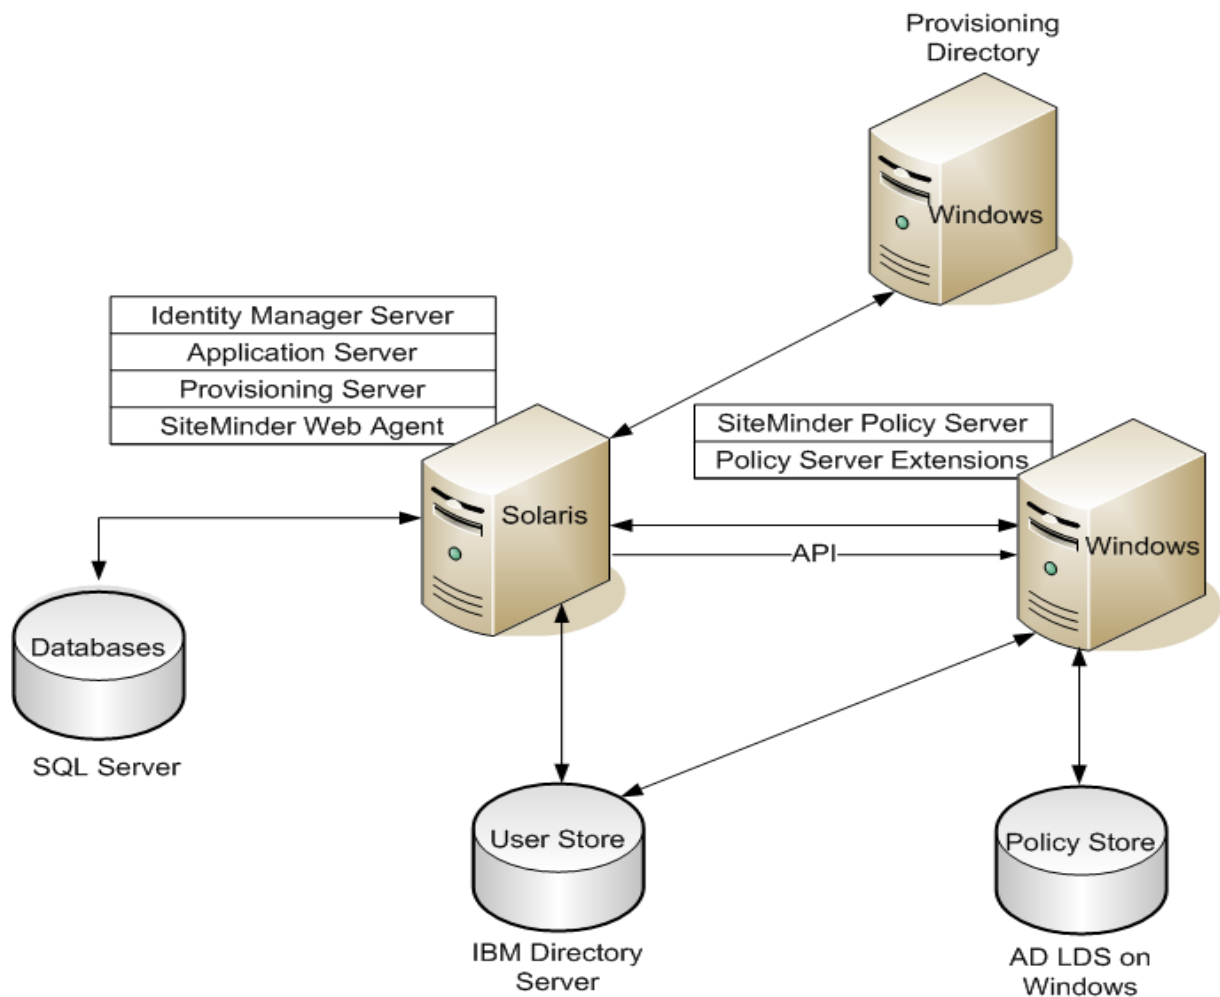 Provisioning
Directory
Windows
Identity Manager Server
Application Server
Provisioning Server
SiteMinder Web Agent
SiteMinder Policy Server
Policy Server Extensions
Solaris
API
Windows
Databases
SQL Server
User Store
IBM Directory
Server
Policy Store
AD LDS on
Windows